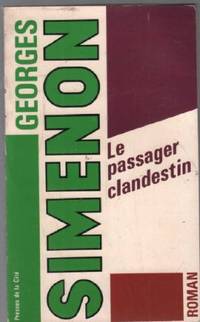 GEORGES
SIMENON
Le
passager
clandestin
Presses de la Cité
ROMAN